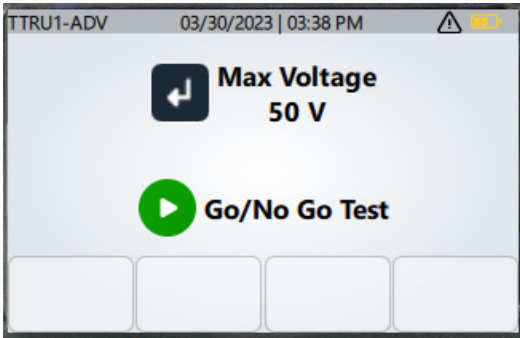 TTRU1-ADV 03/30/2023 | 03:38 PM
Max Voltage
50 V
Go/No Go Test